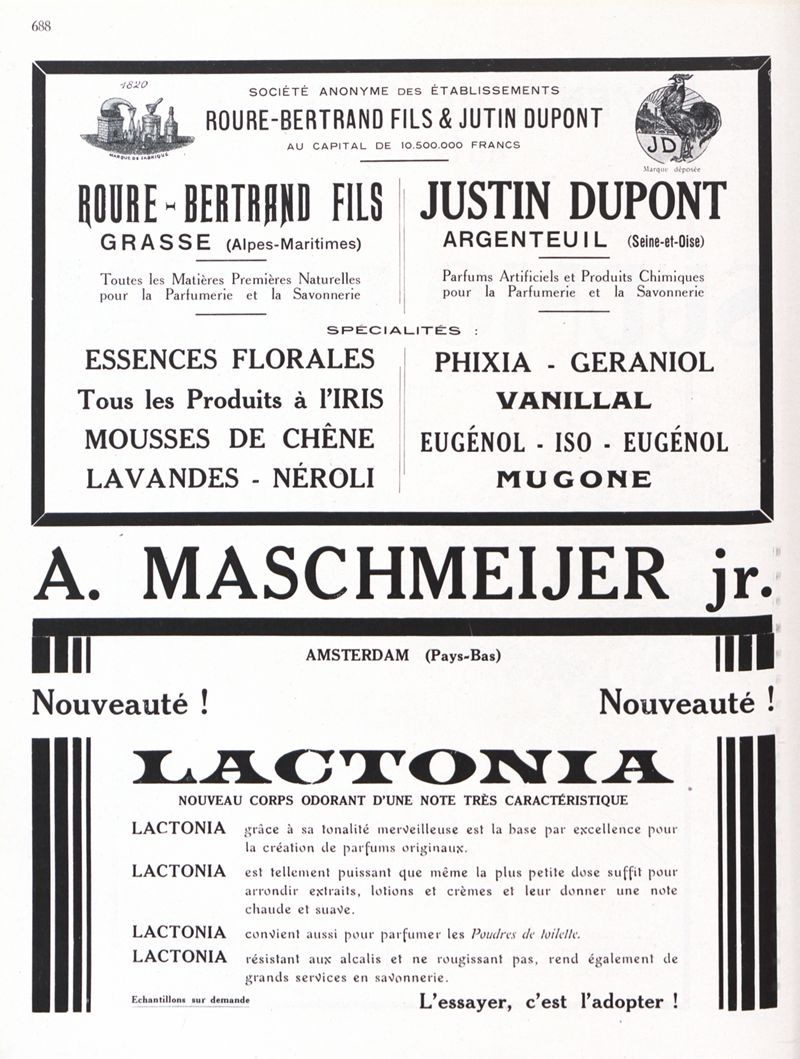 688
1820
MARQUE DE FABRIQUE
SOCIÉTÉ ANONYME DES ÉTABLISSEMENTS
ROURE-BERTRAND FILS & JUTIN DUPONT
AU CAPITAL DE 10.500.000 FRANCS
JD
Marque déposée
ROURE-BERTRAND FILS
GRASSE (Alpes-Maritimes)
Toutes les Matières Premières Naturelles
pour la Parfumerie et la Savonnerie
JUSTIN DUPONT
ARGENTEUIL (Seine-et-Oise)
Parfums Artificiels et Produits Chimiques
pour la Parfumerie et la Savonnerie
SPÉCIALITÉS :
ESSENCES FLORALES
Tous les Produits à l'IRIS
MOUSSES DE CHÊNE
LAVANDES - NÉROLI
PHIXIA - GERANIOL
VANILLAL
EUGÉNOL - ISO - EUGÉNOL
MUGONE
A. MASCHMEIJER jr.
AMSTERDAM (Pays-Bas)
Nouveauté !
Nouveauté !
LACTONIA
NOUVEAU CORPS ODORANT D'UNE NOTE TRÈS CARACTÉRISTIQUE
LACTONIA grâce à sa tonalité merveilleuse est la base par excellence pour
la création de parfums originaux.
LACTONIA est tellement puissant que même la plus petite dose suffit pour
arrondir extraits, lotions et crèmes et leur donner une note
chaude et suave.
LACTONIA convient aussi pour parfumer les Poudres de toilette.
LACTONIA résistant aux alcalis et ne rougissant pas, rend également de
grands services en savonnerie.
Echantillons sur demande
L'essayer, c'est l'adopter !